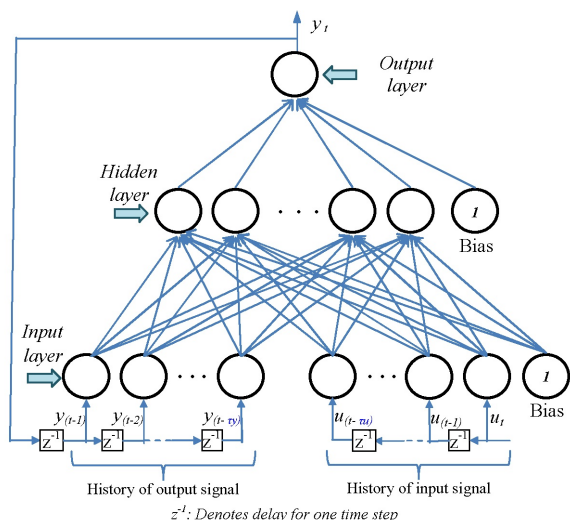 y t
Output
layer
Hidden
layer
. . .
1
Bias
Input
layer
...
...
1
Bias
y(t-1) y(t-2) y(t- τy) u(t- τu) u(t-1) u t
z-1 z-1 z-1 z-1 z-1
History of output signal History of input signal
z-1: Denotes delay for one time step